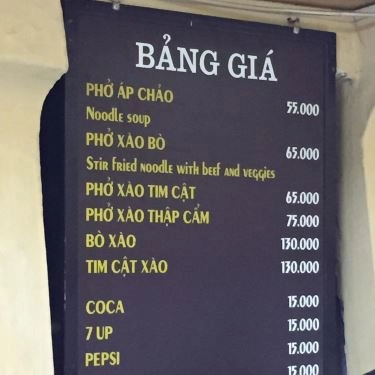 BẢNG GIÁ
PHỞ ÁP CHẢO 55.000
Noodle soup
PHỞ XÀO BÒ 65.000
Stir fried noodle with beef and veggies
PHỞ XÀO TIM CẬT 65.000
PHỞ XÀO THẬP CẨM 75.000
BÒ XÀO 130.000
TIM CẬT XÀO 130.000
COCA 15.000
7 UP 15.000
PEPSI 15.000
15.000